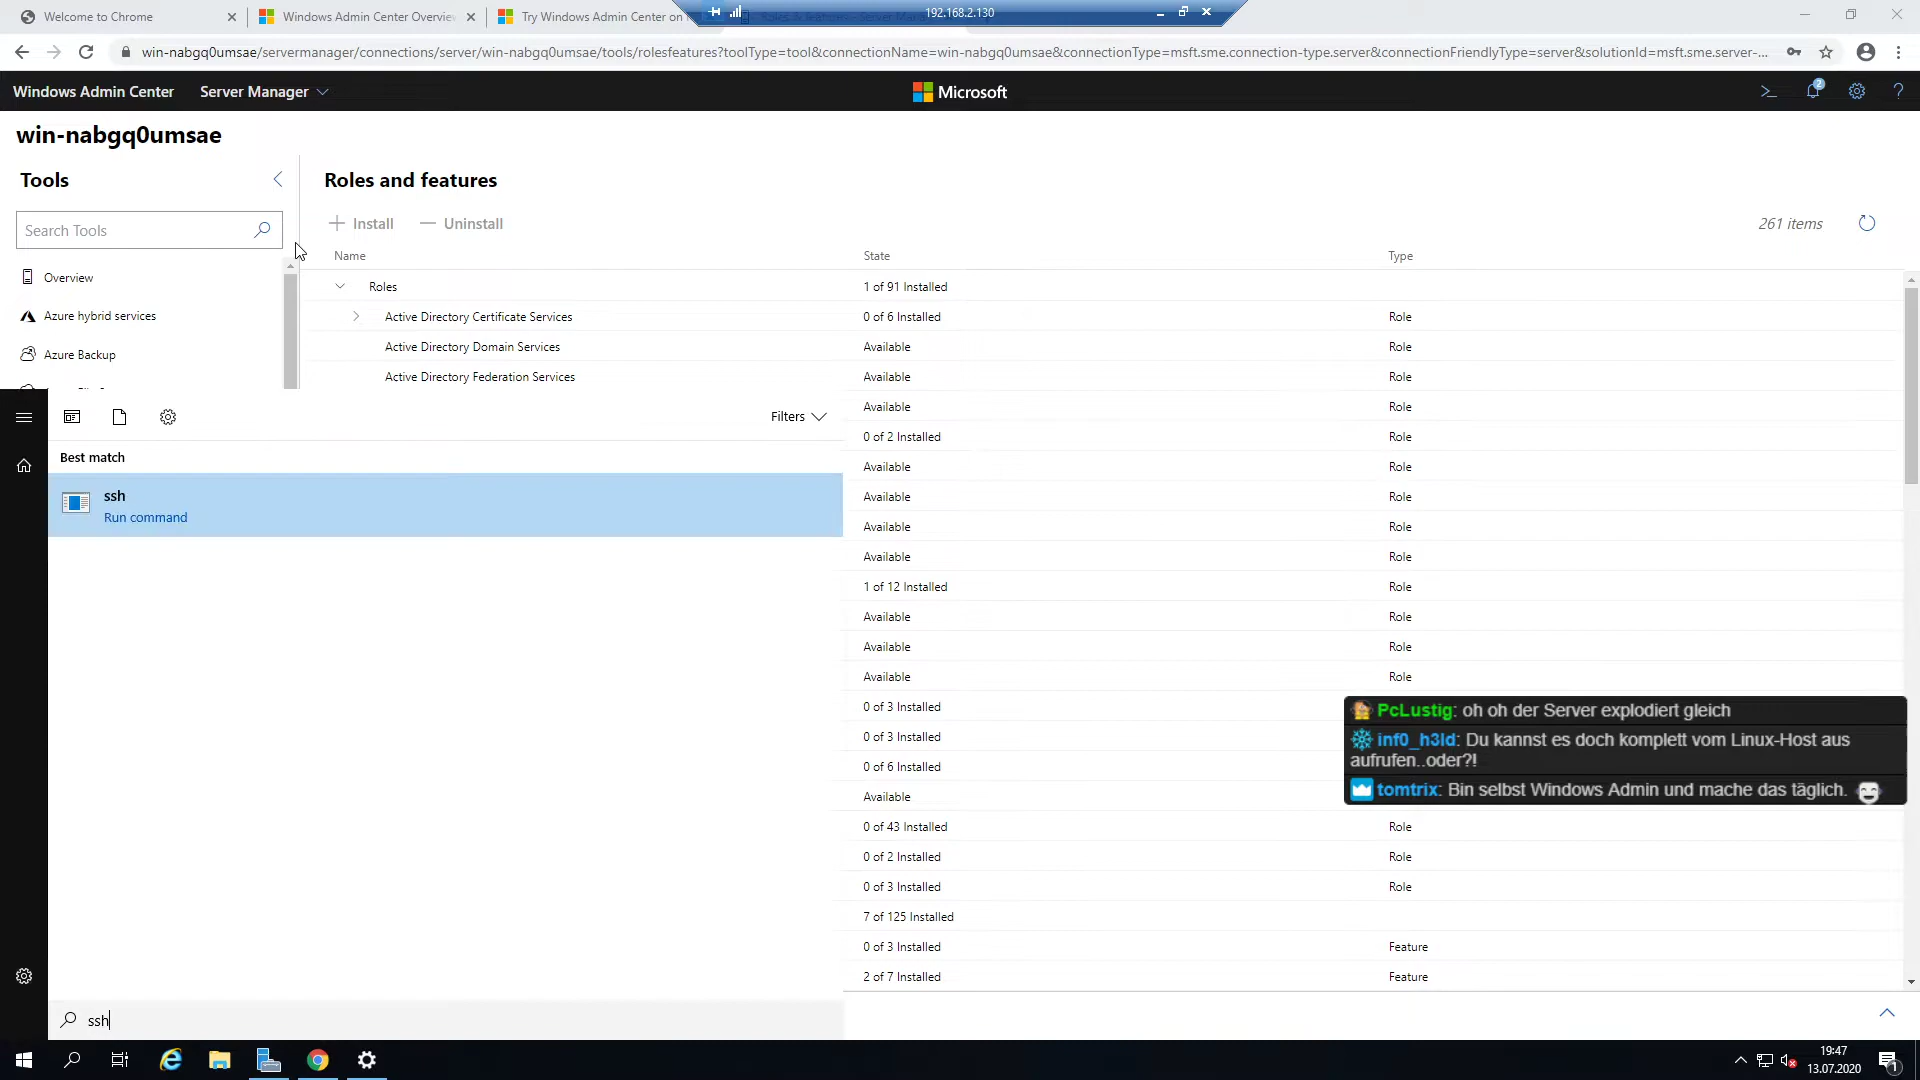 Welcome to Chrome
Windows Admin Center Overview
Try Windows Admin Center on
192.168.2.130
win-nabgq0umsae/servermanager/connections/server/win-nabgq0umsae/tools/rolesfeatures?toolType=tool&connectionName=win-nabgq0umsae&connectionType=msft.sme.connection-type.server&connectionFriendlyType=server&solutionId=msft.sme.server-...
Windows Admin Center
Server Manager
Microsoft
2
?
win-nabgq0umsae
Tools
Search Tools
Overview
Azure hybrid services
Azure Backup
Roles and features
Install
Uninstall
261 items
Name State Type
Roles 1 of 91 Installed
Active Directory Certificate Services 0 of 6 Installed Role
Active Directory Domain Services Available Role
Active Directory Federation Services Available Role
Available Role
0 of 2 Installed Role
Available Role
Available Role
Available Role
Available Role
1 of 12 Installed Role
Available Role
Available Role
Available Role
0 of 3 Installed
0 of 3 Installed
0 of 6 Installed
Available
0 of 43 Installed Role
0 of 2 Installed Role
0 of 3 Installed Role
7 of 125 Installed
0 of 3 Installed Feature
2 of 7 Installed Feature
Filters
Best match
ssh
Run command
ssh
PcLustig: oh oh der Server explodiert gleich
inf0_h3ld: Du kannst es doch komplett vom Linux-Host aus
aufrufen..oder?!
tomtrix: Bin selbst Windows Admin und mache das täglich.
19:47
13.07.2020
1